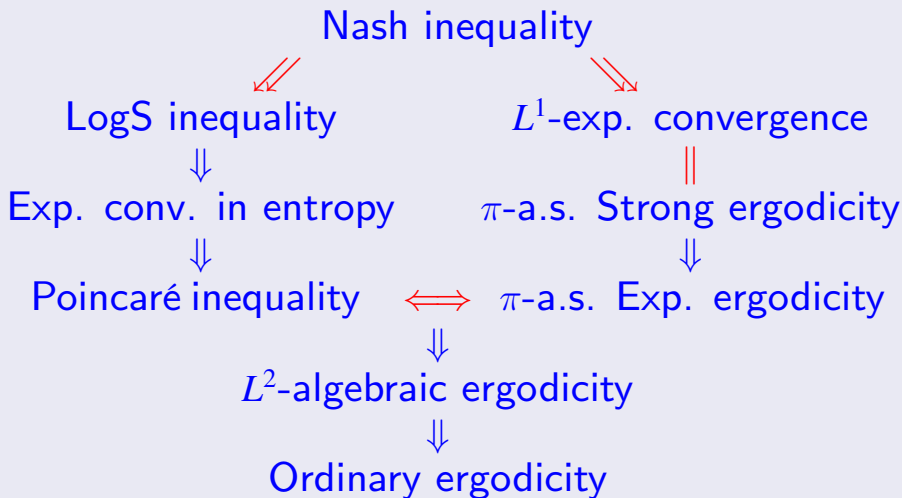 Nash inequality
⇙ ⇘
LogS inequality L¹-exp. convergence
⇓ ||
Exp. conv. in entropy π-a.s. Strong ergodicity
⇓ ⇓
Poincaré inequality ⟺ π-a.s. Exp. ergodicity
⇓
L²-algebraic ergodicity
⇓
Ordinary ergodicity